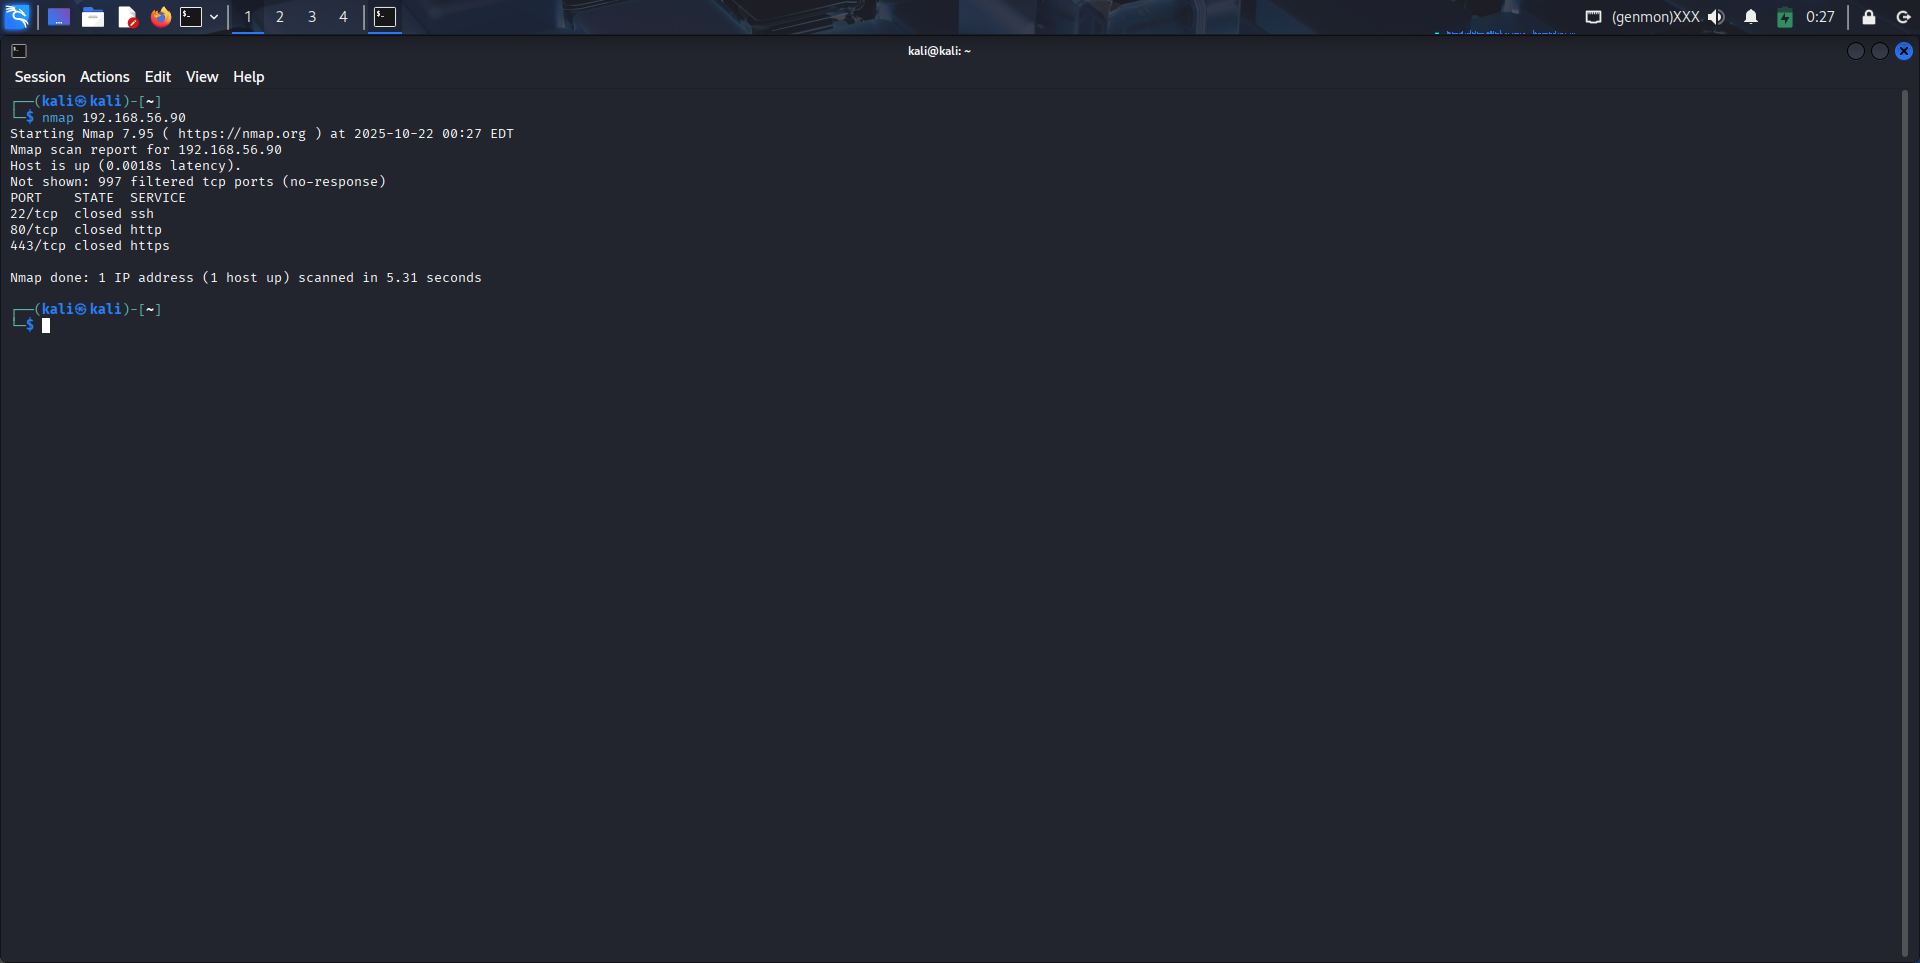 1 2 3 4 (genmon)XXX 0:27
kali@kali: ~
Session Actions Edit View Help
┌──(kali㉿kali)-[~]
└─$ nmap 192.168.56.90
Starting Nmap 7.95 ( https://nmap.org ) at 2025-10-22 00:27 EDT
Nmap scan report for 192.168.56.90
Host is up (0.0018s latency).
Not shown: 997 filtered tcp ports (no-response)
PORT    STATE  SERVICE
22/tcp  closed ssh
80/tcp  closed http
443/tcp closed https
Nmap done: 1 IP address (1 host up) scanned in 5.31 seconds
┌──(kali㉿kali)-[~]
└─$